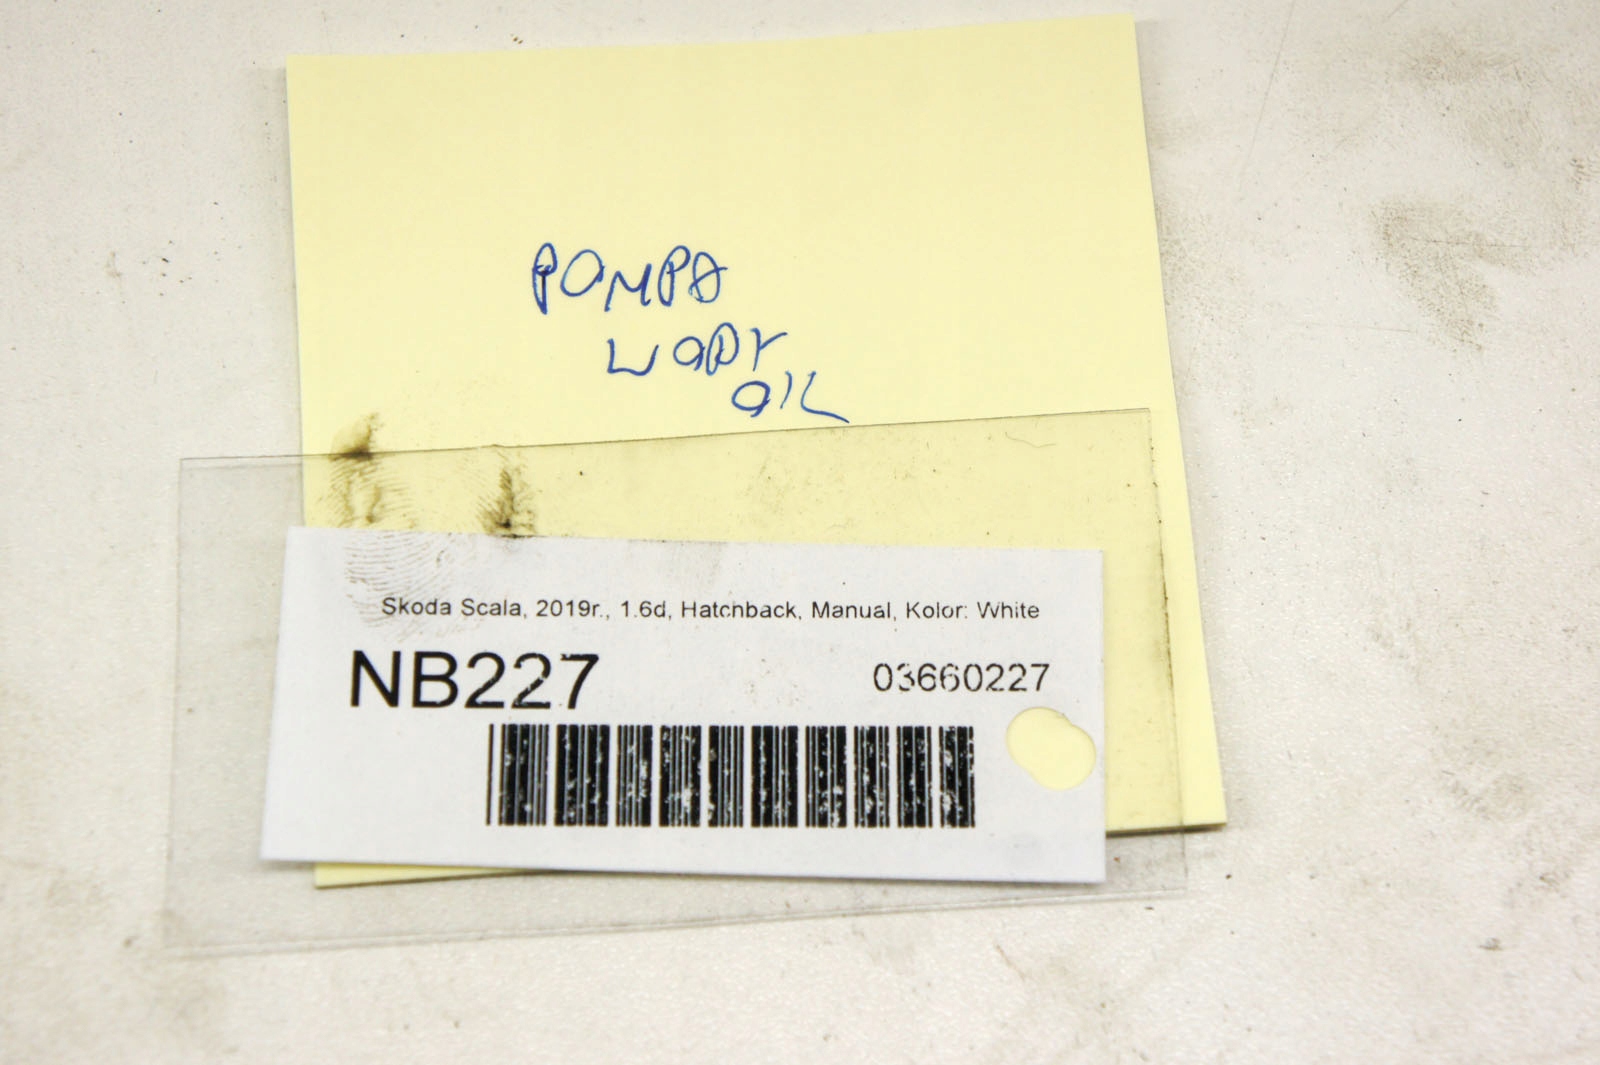 POMPA
WODY
OIL
Skoda Scala, 2019r., 1.6d, Hatchback, Manual, Kolor: White
NB227
03660227